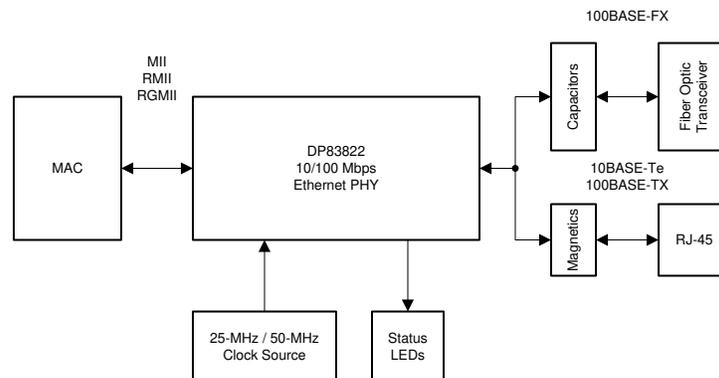 100BASE-FX
MII
RMII
RGMII
Capacitors
Fiber Optic
Transceiver
MAC
DP83822
10/100 Mbps
Ethernet PHY
10BASE-Te
100BASE-TX
Magnetics
RJ-45
25-MHz / 50-MHz
Clock Source
Status
LEDs